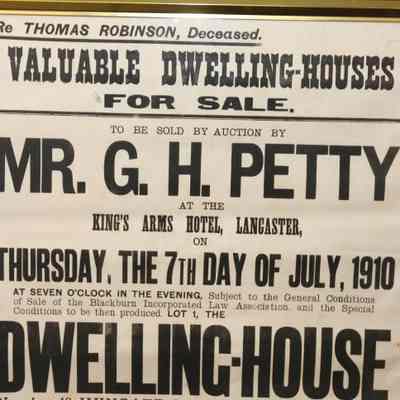 Re THOMAS ROBINSON, Deceased.
VALUABLE DWELLING-HOUSES
FOR SALE.
TO BE SOLD BY AUCTION BY
MR. G. H. PETTY
AT THE
KING'S ARMS HOTEL, LANCASTER,
ON
THURSDAY, THE 7TH DAY OF JULY, 1910
AT SEVEN O'CLOCK IN THE EVENING, Subject to the General Conditions
of Sale of the Blackburn Incorporated Law Association, and the Special
Conditions to be then produced LOT 1, THE
DWELLING-HOUSE